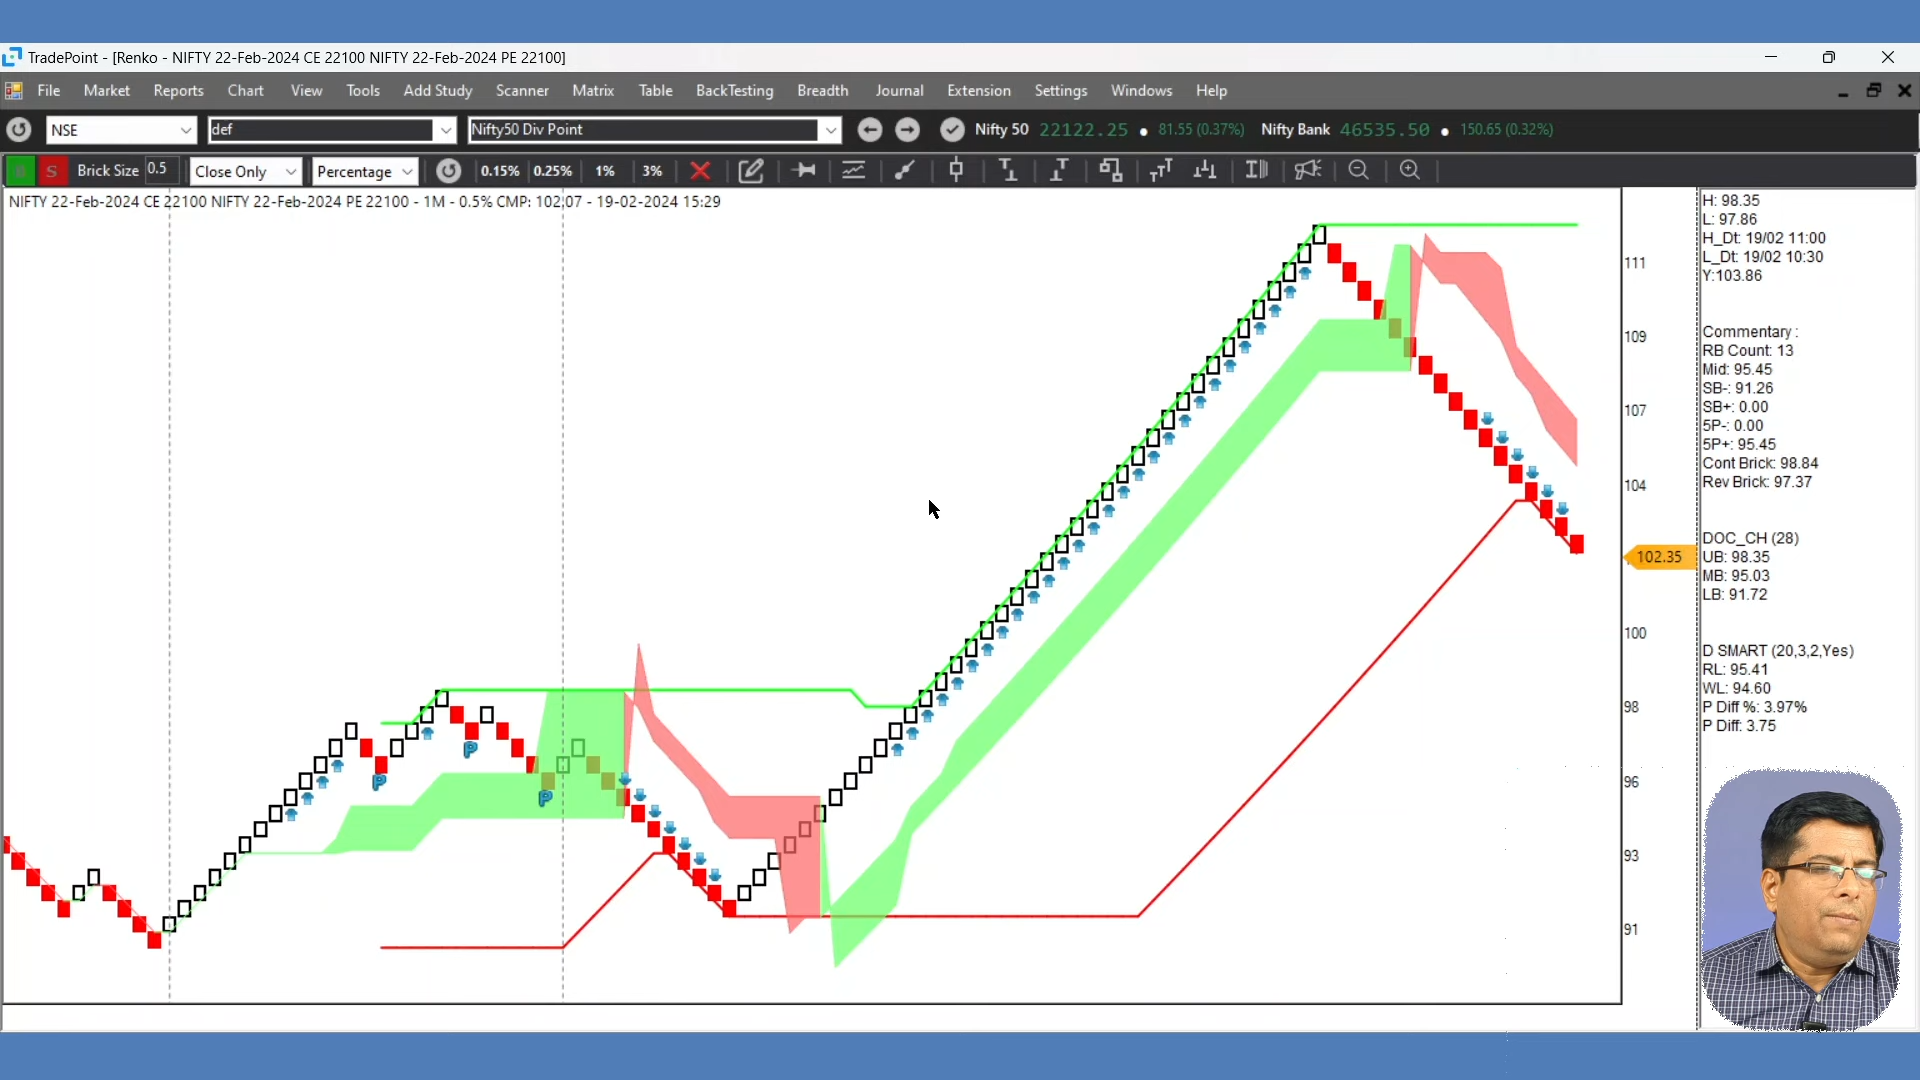 TradePoint - [Renko - NIFTY 22-Feb-2024 CE 22100 NIFTY 22-Feb-2024 PE 22100]
File Market Reports Chart View Tools Add Study Scanner Matrix Table BackTesting Breadth Journal Extension Settings Windows Help
NSE def Nifty50 Div Point Nifty 50 22122.25 • 81.55 (0.37%) Nifty Bank 46535.50 • 150.65 (0.32%)
S Brick Size 0.5 Close Only Percentage 0.15% 0.25% 1% 3%
NIFTY 22-Feb-2024 CE 22100 NIFTY 22-Feb-2024 PE 22100 - 1M - 0.5% CMP: 102.07 - 19-02-2024 15:29
111
109
107
104
102.35
100
98
96
93
91
P
P
P
H: 98.35
L: 97.86
H_Dt: 19/02 11:00
L_Dt: 19/02 10:30
Y:103.86
Commentary :
RB Count: 13
Mid: 95.45
SB-: 91.26
SB+: 0.00
5P-: 0.00
5P+: 95.45
Cont Brick: 98.84
Rev Brick: 97.37
DOC_CH (28)
UB: 98.35
MB: 95.03
LB: 91.72
D SMART (20,3,2,Yes)
RL: 95.41
WL: 94.60
P Diff %: 3.97%
P Diff: 3.75